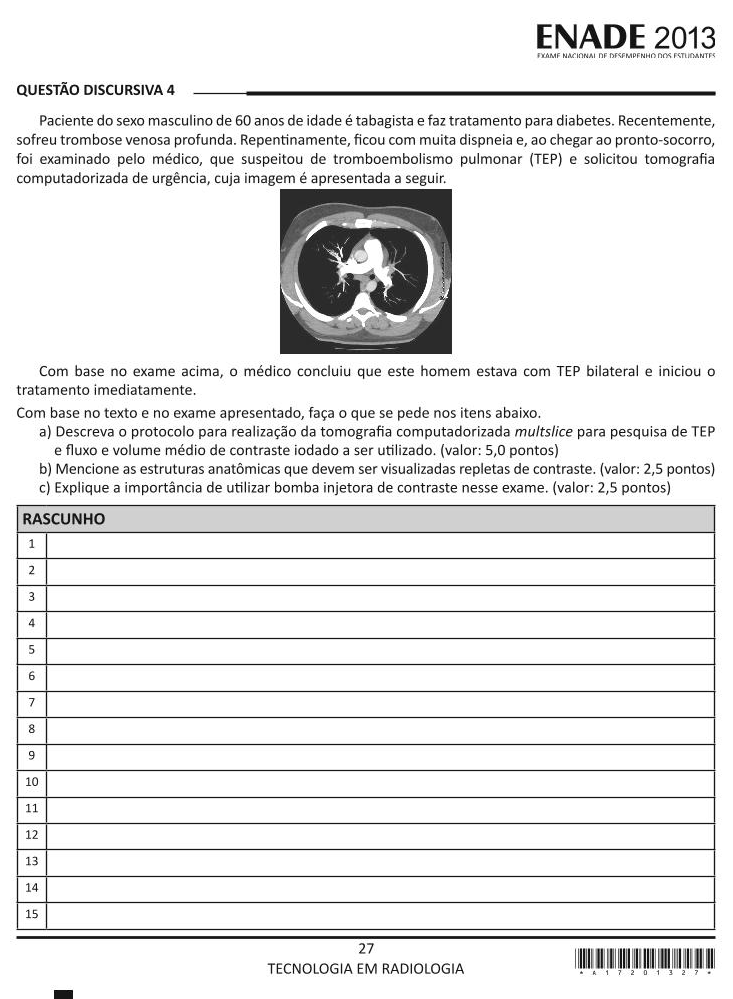 ENADE 2013
EXAME NACIONAL DE DESEMPENHO DOS ESTUDANTES
QUESTÃO DISCURSIVA 4
Paciente do sexo masculino de 60 anos de idade é tabagista e faz tratamento para diabetes. Recentemente,
sofreu trombose venosa profunda. Repentinamente, ficou com muita dispneia e, ao chegar ao pronto-socorro,
foi examinado pelo médico, que suspeitou de tromboembolismo pulmonar (TEP) e solicitou tomografia
computadorizada de urgência, cuja imagem é apresentada a seguir.
Com base no exame acima, o médico concluiu que este homem estava com TEP bilateral e iniciou o
tratamento imediatamente.
Com base no texto e no exame apresentado, faça o que se pede nos itens abaixo.
a) Descreva o protocolo para realização da tomografia computadorizada multslice para pesquisa de TEP
e fluxo e volume médio de contraste iodado a ser utilizado. (valor: 5,0 pontos)
b) Mencione as estruturas anatômicas que devem ser visualizadas repletas de contraste. (valor: 2,5 pontos)
c) Explique a importância de utilizar bomba injetora de contraste nesse exame. (valor: 2,5 pontos)
RASCUNHO
1
2
3
4
5
6
7
8
9
10
11
12
13
14
15
27
TECNOLOGIA EM RADIOLOGIA
* A 1 7 2 0 1 3 2 7 *